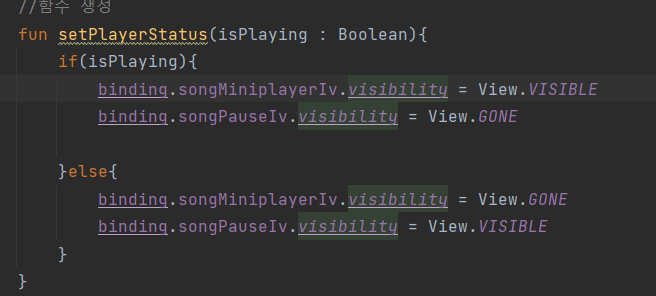 //함수 생성
fun setPlayerStatus(isPlaying : Boolean){
if(isPlaying){
binding.songMiniplayerIv.visibility = View.VISIBLE
binding.songPauseIv.visibility = View.GONE
}else{
binding.songMiniplayerIv.visibility = View.GONE
binding.songPauseIv.visibility = View.VISIBLE
}
}